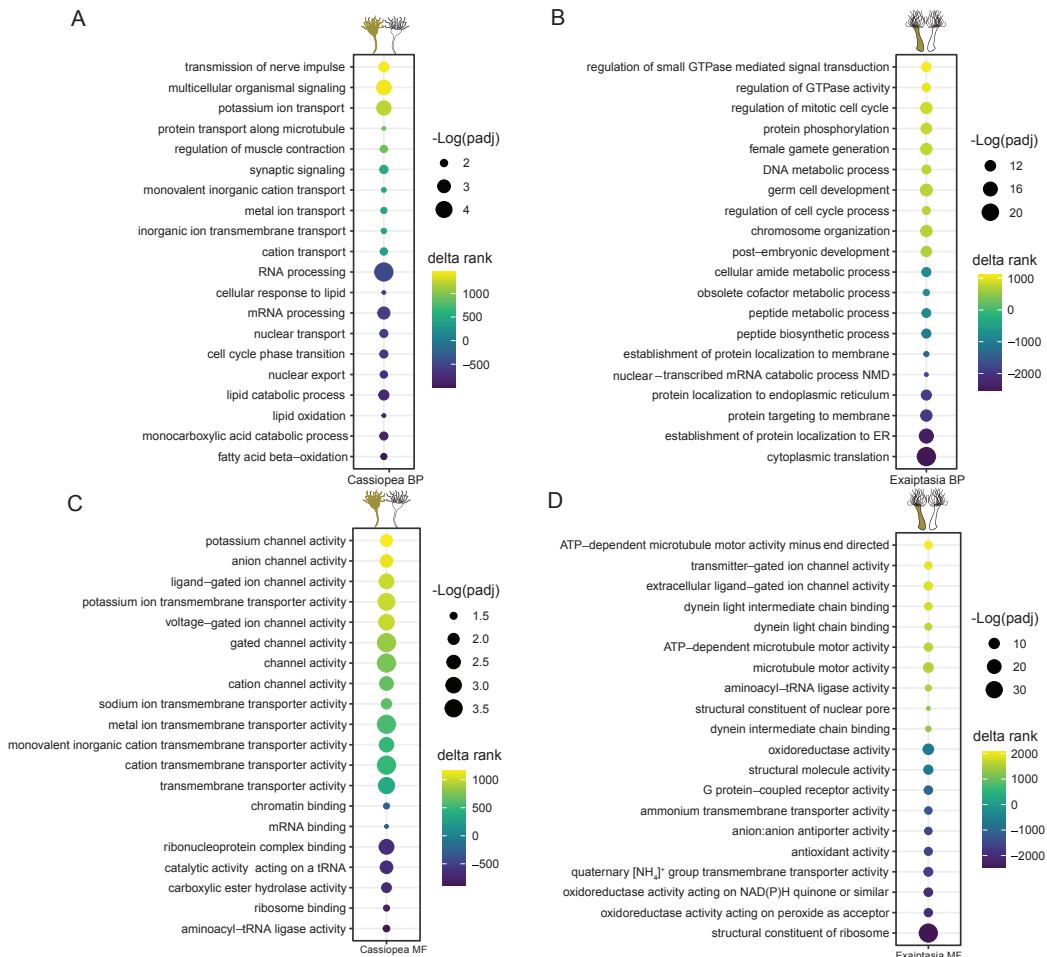 A
transmission of nerve impulse
multicellular organismal signaling
potassium ion transport
protein transport along microtubule
regulation of muscle contraction
synaptic signaling
monovalent inorganic cation transport
metal ion transport
inorganic ion transmembrane transport
cation transport
RNA processing
cellular response to lipid
mRNA processing
nuclear transport
cell cycle phase transition
nuclear export
lipid catabolic process
lipid oxidation
monocarboxylic acid catabolic process
fatty acid beta−oxidation
Cassiopea BP
-Log(padj)
2
3
4
delta rank
1000
500
0
−500
B
regulation of small GTPase mediated signal transduction
regulation of GTPase activity
regulation of mitotic cell cycle
protein phosphorylation
female gamete generation
DNA metabolic process
germ cell development
regulation of cell cycle process
chromosome organization
post−embryonic development
cellular amide metabolic process
obsolete cofactor metabolic process
peptide metabolic process
peptide biosynthetic process
establishment of protein localization to membrane
nuclear−transcribed mRNA catabolic process NMD
protein localization to endoplasmic reticulum
protein targeting to membrane
establishment of protein localization to ER
cytoplasmic translation
Exaiptasia BP
-Log(padj)
12
16
20
delta rank
1000
0
−1000
−2000
C
potassium channel activity
anion channel activity
ligand−gated ion channel activity
potassium ion transmembrane transporter activity
voltage−gated ion channel activity
gated channel activity
channel activity
cation channel activity
sodium ion transmembrane transporter activity
metal ion transmembrane transporter activity
monovalent inorganic cation transmembrane transporter activity
cation transmembrane transporter activity
transmembrane transporter activity
chromatin binding
mRNA binding
ribonucleoprotein complex binding
catalytic activity acting on a tRNA
carboxylic ester hydrolase activity
ribosome binding
aminoacyl−tRNA ligase activity
Cassiopea MF
-Log(padj)
1.5
2.0
2.5
3.0
3.5
delta rank
1000
500
0
−500
D
ATP−dependent microtubule motor activity minus end directed
transmitter−gated ion channel activity
extracellular ligand−gated ion channel activity
dynein light intermediate chain binding
dynein light chain binding
ATP−dependent microtubule motor activity
microtubule motor activity
aminoacyl−tRNA ligase activity
structural constituent of nuclear pore
dynein intermediate chain binding
oxidoreductase activity
structural molecule activity
G protein−coupled receptor activity
ammonium transmembrane transporter activity
anion:anion antiporter activity
antioxidant activity
quaternary [NH₄]⁺ group transmembrane transporter activity
oxidoreductase activity acting on NAD(P)H quinone or similar
oxidoreductase activity acting on peroxide as acceptor
structural constituent of ribosome
Exaiptasia MF
-Log(padj)
10
20
30
delta rank
2000
1000
0
−1000
−2000